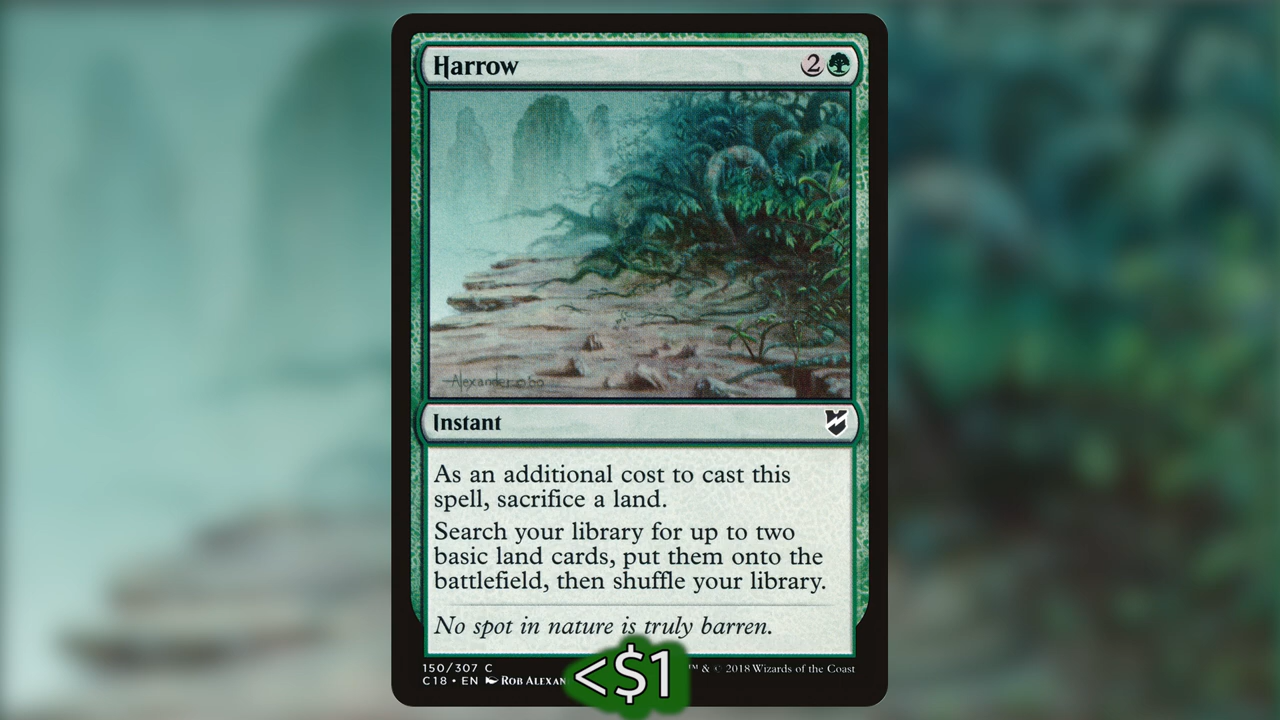 Harrow 2
Alexander ©00
Instant
As an additional cost to cast this
spell, sacrifice a land.
Search your library for up to two
basic land cards, put them onto the
battlefield, then shuffle your library.
No spot in nature is truly barren.
150/307 C
™ & © 2018 Wizards of the Coast
C18 • EN ROB ALEXAN
<$1